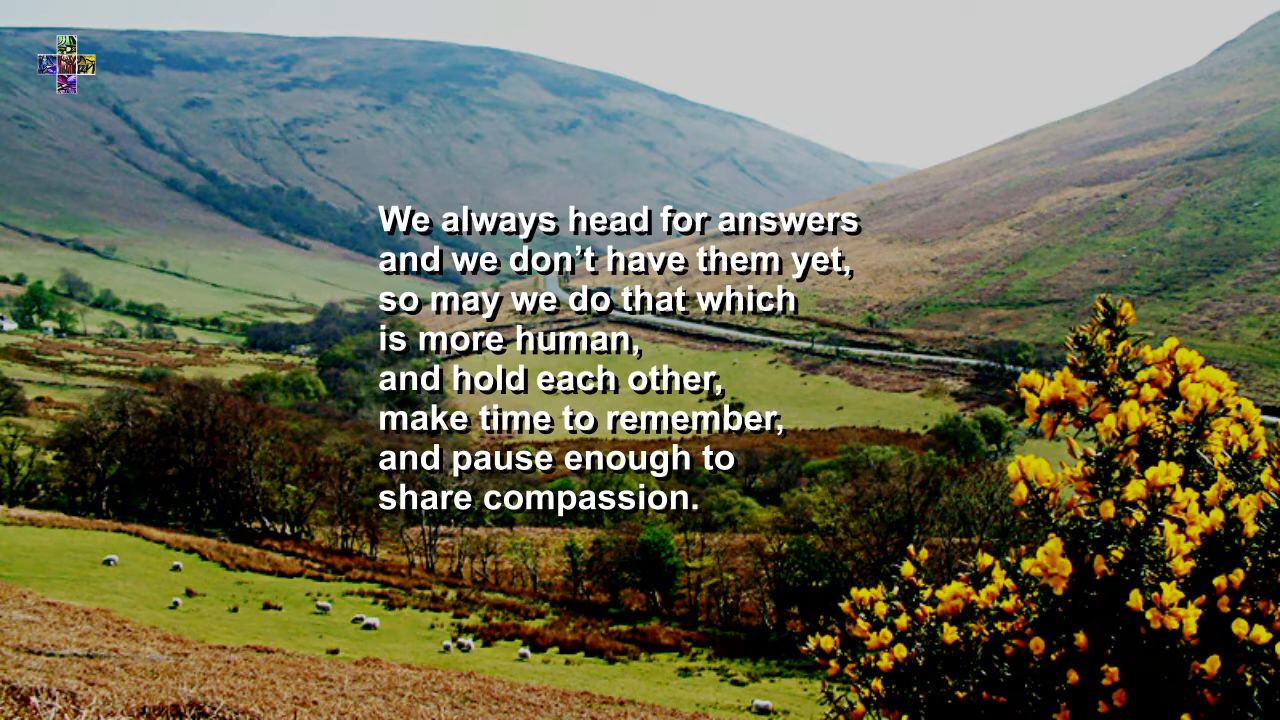 We always head for answers
and we don’t have them yet,
so may we do that which
is more human,
and hold each other,
make time to remember,
and pause enough to
share compassion.